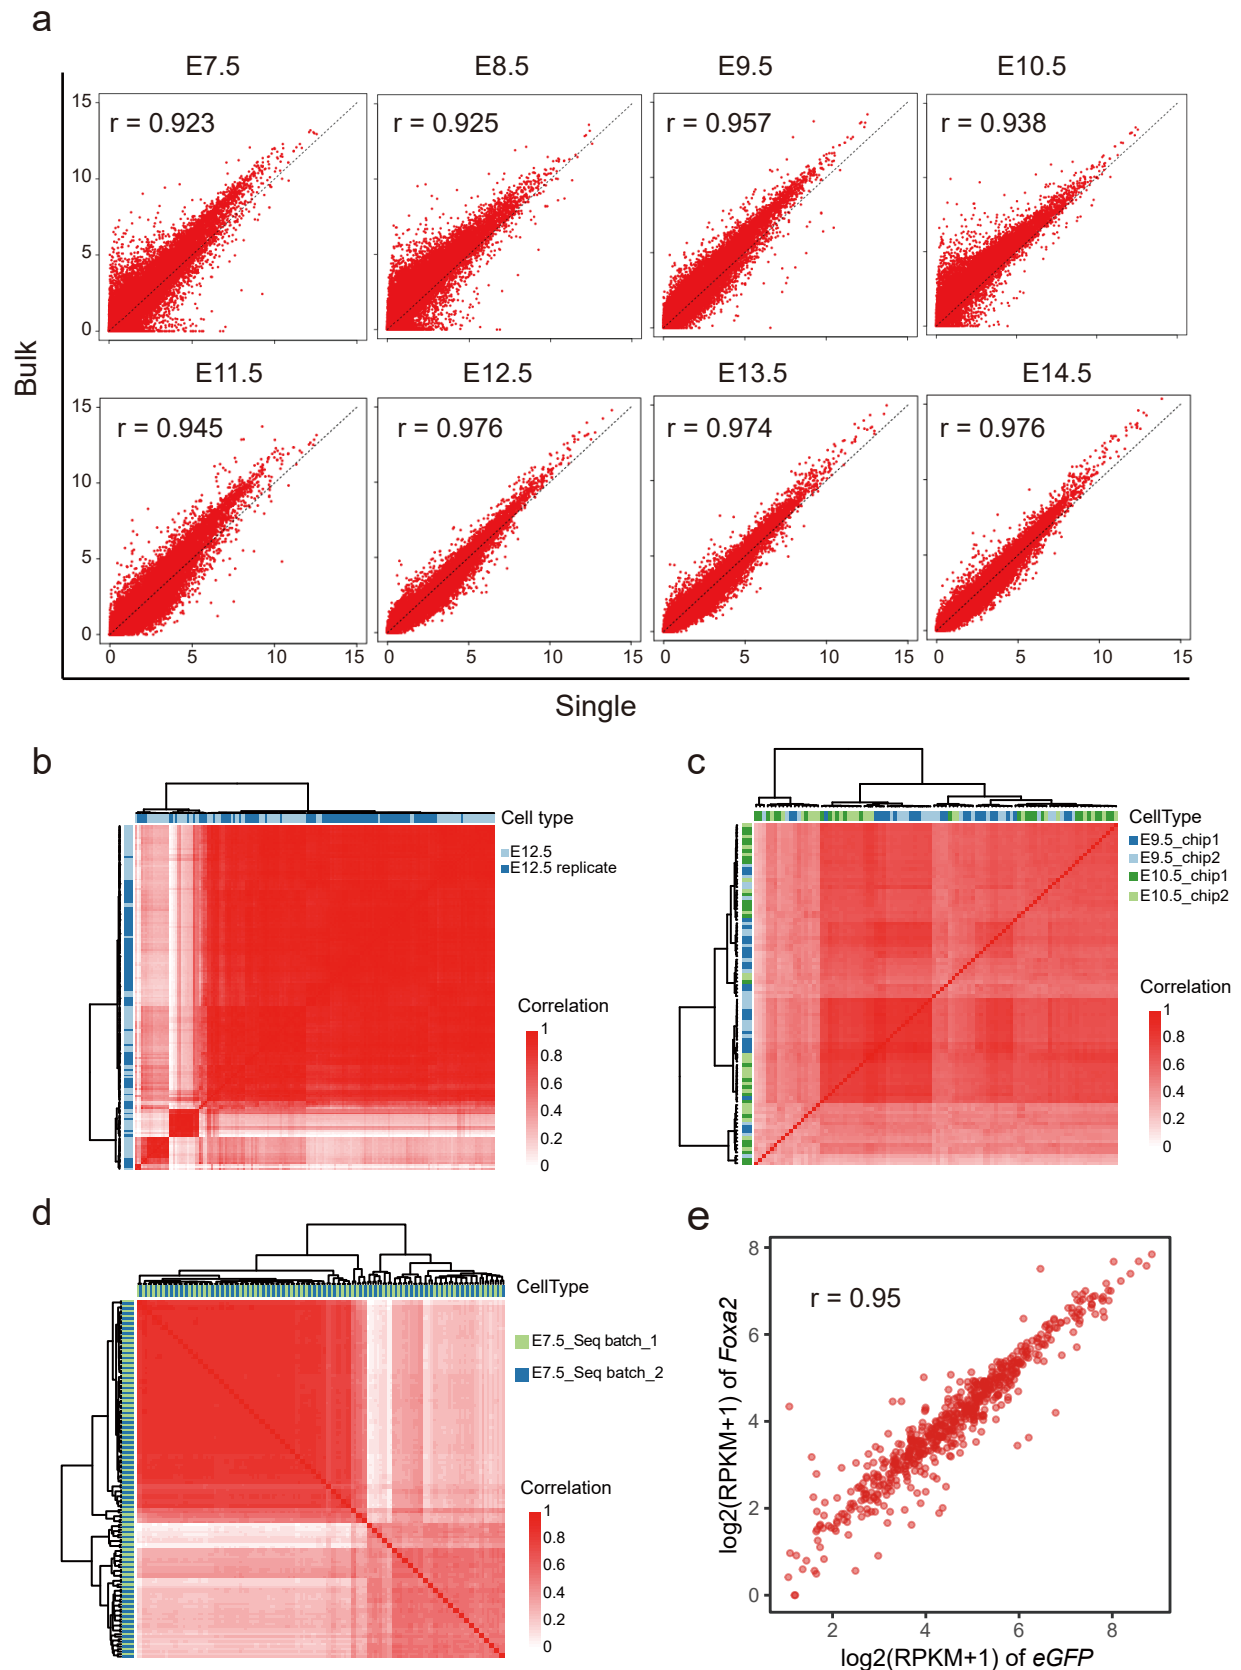 a
E7.5 E8.5 E9.5 E10.5
15
r = 0.923 r = 0.925 r = 0.957 r = 0.938
10
5
0
Bulk
E11.5 E12.5 E13.5 E14.5
15
r = 0.945 r = 0.976 r = 0.974 r = 0.976
10
5
0
0 5 10 15 0 5 10 15 0 5 10 15 0 5 10 15
Single
b
Cell type
E12.5
E12.5 replicate
Correlation
1
0.8
0.6
0.4
0.2
0
c
CellType
E9.5_chip1
E9.5_chip2
E10.5_chip1
E10.5_chip2
Correlation
1
0.8
0.6
0.4
0.2
0
d
CellType
E7.5_Seq batch_1
E7.5_Seq batch_2
Correlation
1
0.8
0.6
0.4
0.2
0
e
r = 0.95
log2(RPKM+1) of Foxa2
8
6
4
2
0
2 4 6 8
log2(RPKM+1) of eGFP